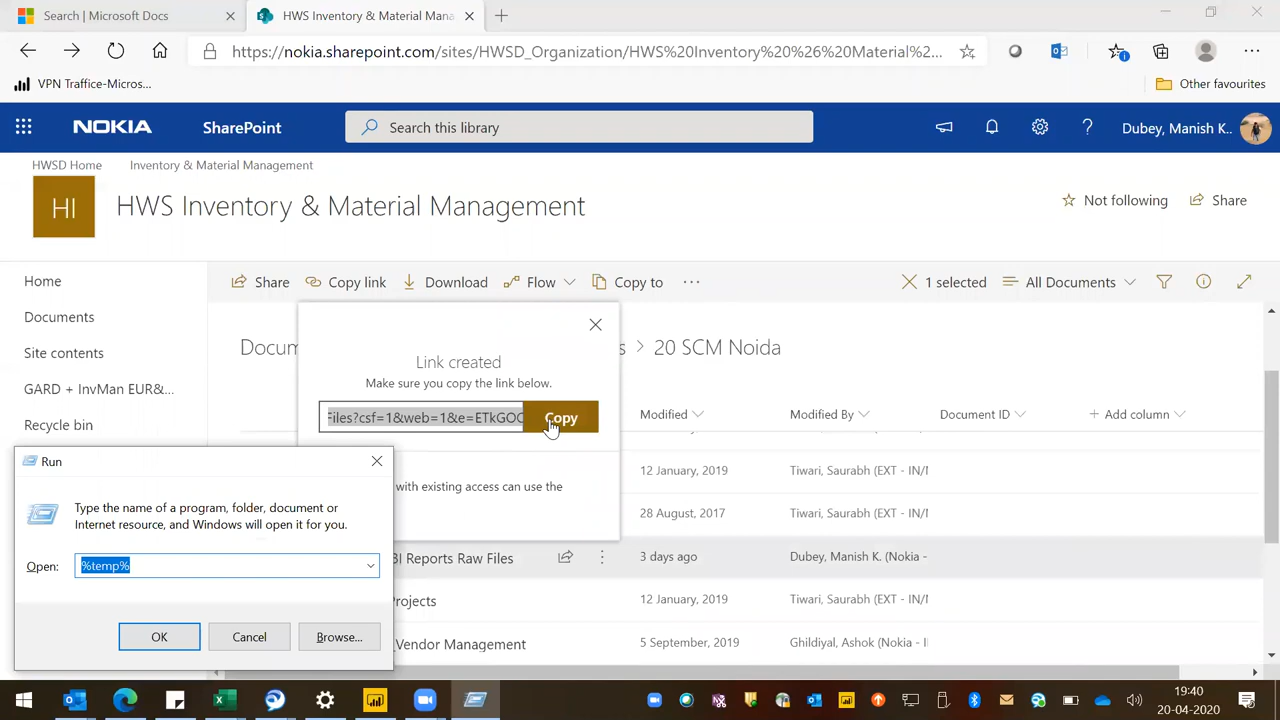 Search | Microsoft Docs
HWS Inventory & Material Mana
https://nokia.sharepoint.com/sites/HWSD_Organization/HWS%20Inventory%20%26%20Material%2...
VPN Traffice-Micros...
Other favourites
NOKIA
SharePoint
Search this library
Dubey, Manish K..
HWSD Home
Inventory & Material Management
HI
HWS Inventory & Material Management
Not following
Share
Home
Documents
Site contents
GARD + InvMan EUR&...
Recycle bin
Share
Copy link
Download
Flow
Copy to
1 selected
All Documents
Docum
s > 20 SCM Noida
Link created
Make sure you copy the link below.
Files?csf=1&web=1&e=ETkGOC
Copy
with existing access can use the
Modified
Modified By
Document ID
Add column
12 January, 2019
Tiwari, Saurabh (EXT - IN/
28 August, 2017
Tiwari, Saurabh (EXT - IN/
BI Reports Raw Files
3 days ago
Dubey, Manish K. (Nokia -
Projects
12 January, 2019
Tiwari, Saurabh (EXT - IN/
_Vendor Management
5 September, 2019
Ghildiyal, Ashok (Nokia -
Run
Type the name of a program, folder, document or
Internet resource, and Windows will open it for you.
Open:
%temp%
OK
Cancel
Browse...
19:40
20-04-2020